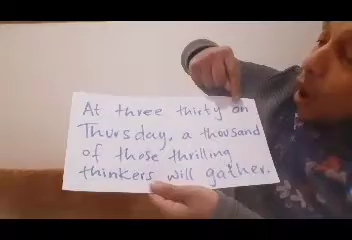 At three thirty on
Thursday, a thousand
of those thrilling
thinkers will gather.